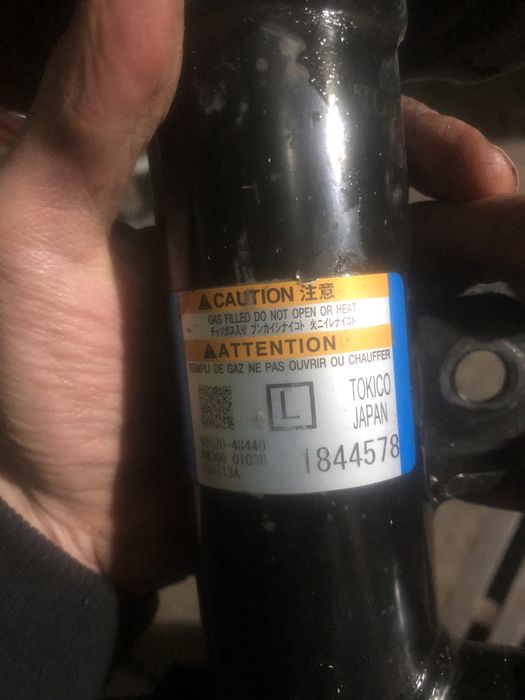 CAUTION 注意
GAS FILLED DO NOT OPEN OR HEAT
チッソガス入り ブンカイシナイコト 火ニイレナイコト
ATTENTION
REMPLI DE GAZ NE PAS OUVRIR OU CHAUFFER
L
TOKICO
JAPAN
48520-48440
1844578